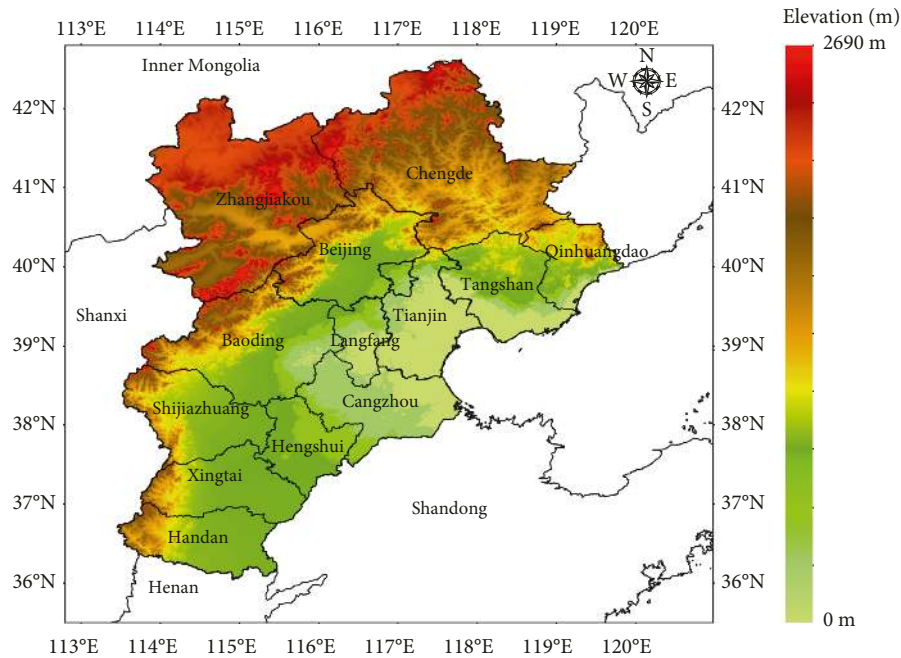 113°E 114°E 115°E 116°E 117°E 118°E 119°E 120°E
Elevation (m)
2690 m
Inner Mongolia
N
W E
S
42°N 42°N
Chengde
41°N 41°N
Zhangjiakou
Beijing
Qinhuangdao
40°N 40°N
Tangshan
Shanxi
Tianjin
Baoding
Langfang
39°N 39°N
Cangzhou
Shijiazhuang
38°N 38°N
Hengshui
Xingtai
37°N 37°N
Shandong
Handan
36°N 36°N
Henan
0 m
113°E 114°E 115°E 116°E 117°E 118°E 119°E 120°E